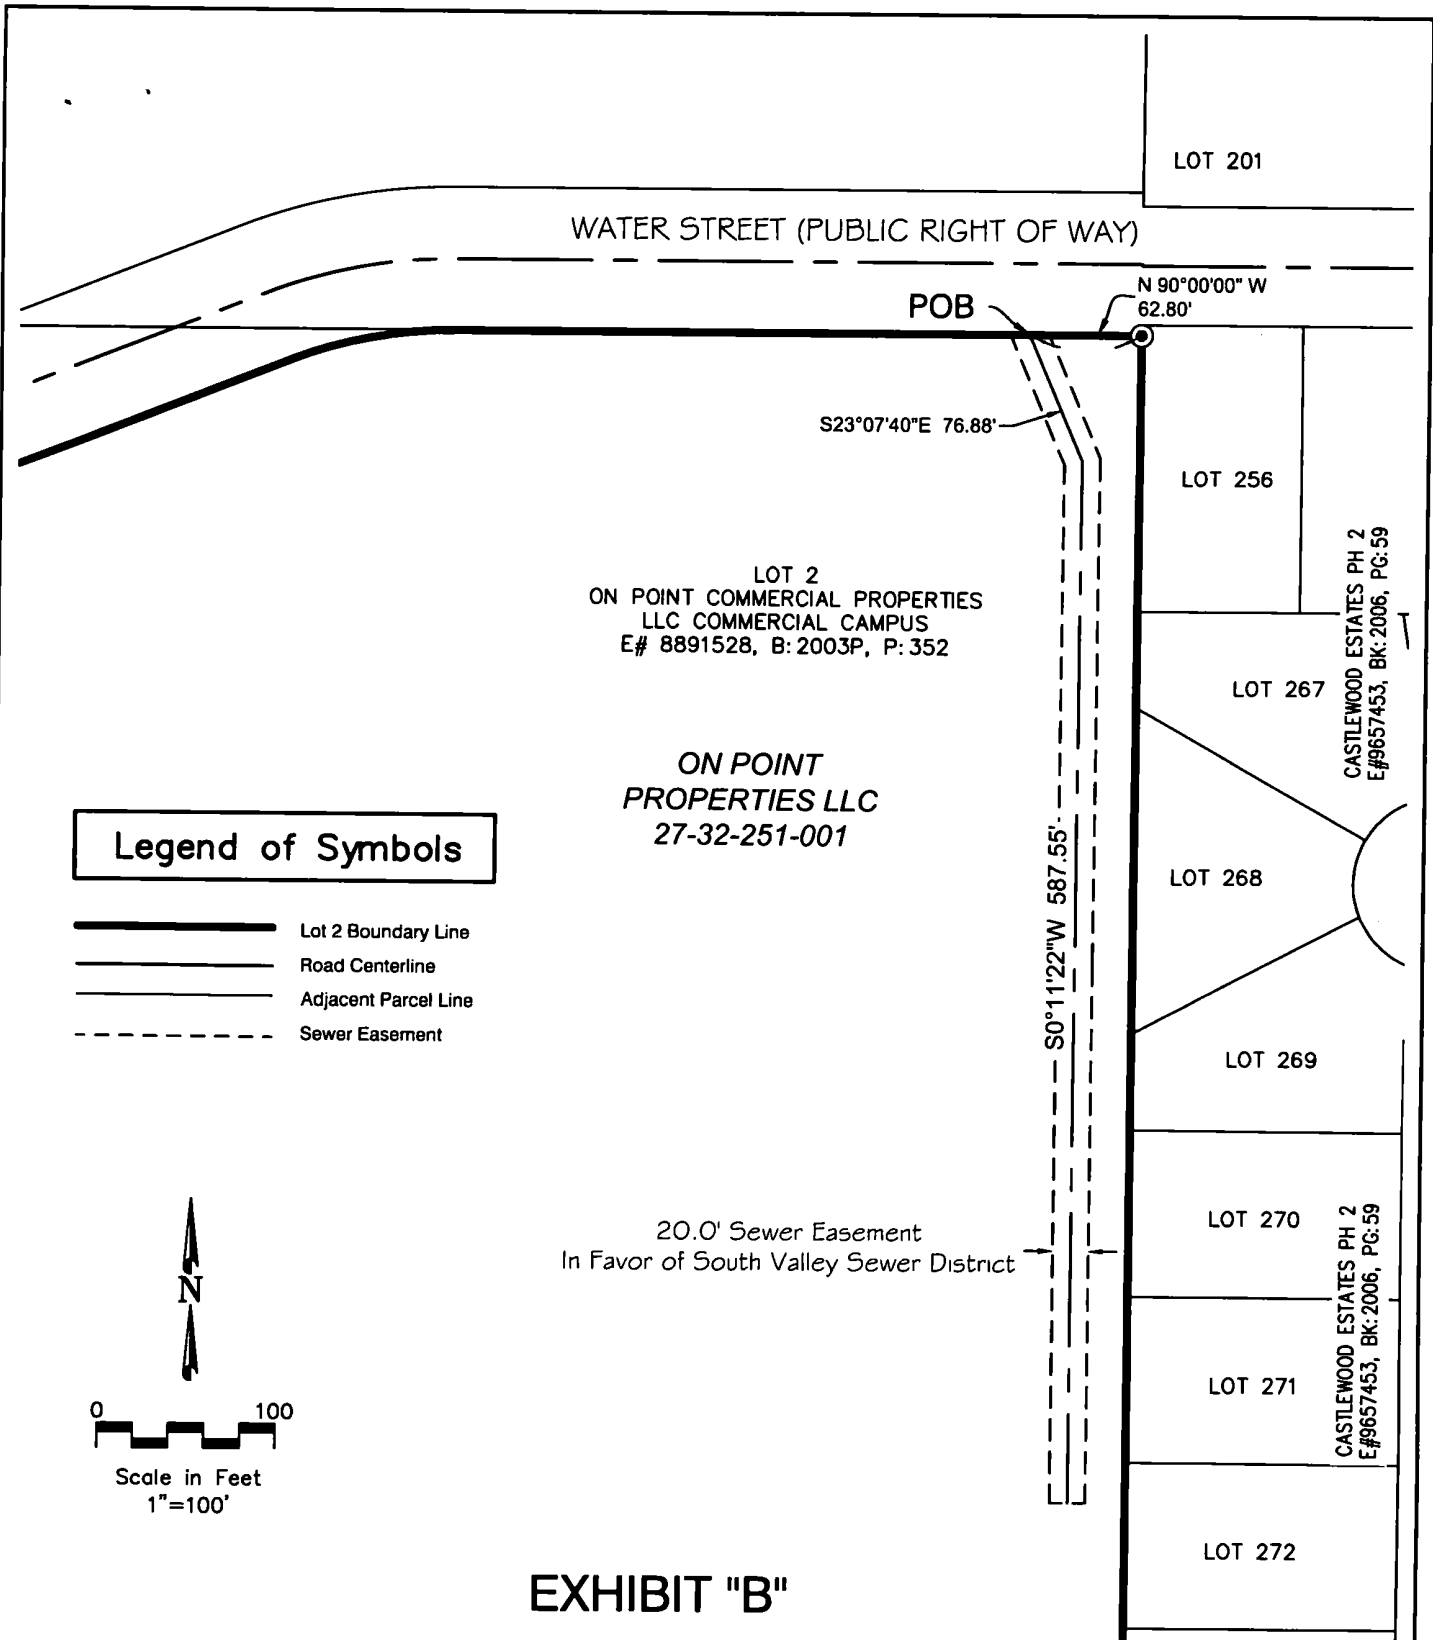 LOT 201
WATER STREET (PUBLIC RIGHT OF WAY)
N 90°00'00" W
62.80'
POB
S23°07'40"E 76.88'
LOT 256
LOT 2
ON POINT COMMERCIAL PROPERTIES
LLC COMMERCIAL CAMPUS
E# 8891528, B: 2003P, P: 352
CASTLEWOOD ESTATES PH 2
E#9657453, BK: 2006, PG: 59
LOT 267
ON POINT
PROPERTIES LLC
27-32-251-001
Legend of Symbols
Lot 2 Boundary Line
Road Centerline
Adjacent Parcel Line
Sewer Easement
S0°11'22"W 587.55'
LOT 268
LOT 269
20.0' Sewer Easement
In Favor of South Valley Sewer District
LOT 270
CASTLEWOOD ESTATES PH 2
E#9657453, BK: 2006, PG: 59
N
LOT 271
0 100
Scale in Feet
1"=100'
LOT 272
EXHIBIT "B"